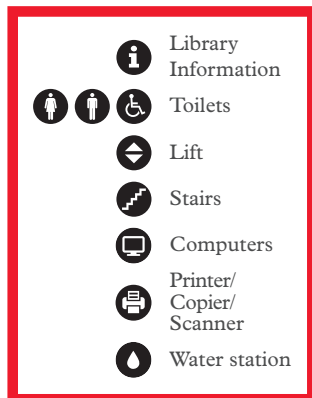 Library
Information
Toilets
Lift
Stairs
Computers
Printer/
Copier/
Scanner
Water station